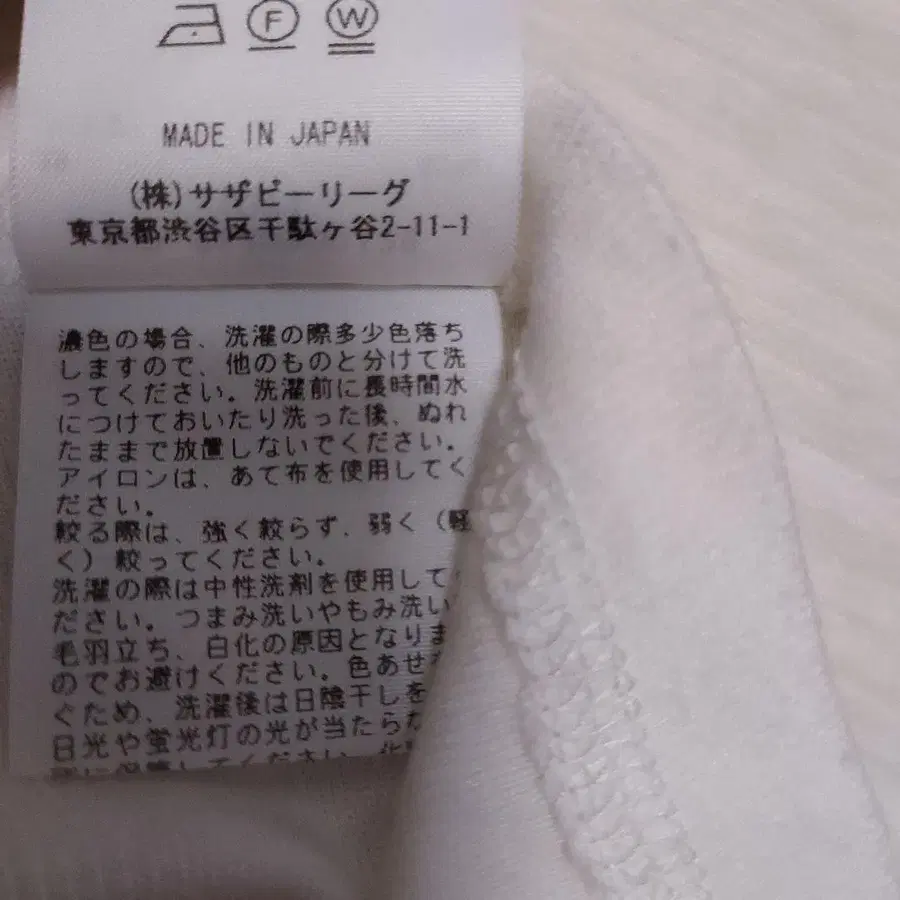 F W
MADE IN JAPAN
(株)サザビーリーグ
東京都渋谷区千駄ヶ谷2-11-1
濃色の場合、洗濯の際多少色落ち
しますので、他のものと分けて洗
ってください。洗濯前に長時間水
につけておいたり洗った後、ぬれ
たままで放置しないでください。
アイロンは、あて布を使用してく
ださい。
絞る際は、強く絞らず、弱く（軽
く）絞ってください。
洗濯の際は中性洗剤を使用して
ださい。つまみ洗いやもみ洗い
毛羽立ち、白化の原因となりま
のでお避けください。色あせ
ぐため、洗濯後は日陰干しを
日光や蛍光灯の光が当たらな
してください